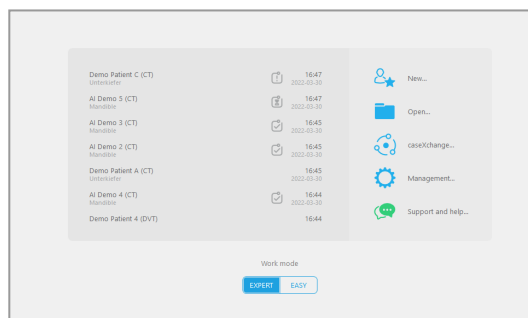 Demo Patient C (CT) 16:47
Unterkiefer 2022-03-30
AI Demo 5 (CT) 16:47
Mandible 2022-03-30
AI Demo 3 (CT) 16:45
Mandible 2022-03-30
AI Demo 2 (CT) 16:45
Mandible 2022-03-30
Demo Patient A (CT) 16:45
Unterkiefer 2022-03-30
AI Demo 4 (CT) 16:44
Mandible 2022-03-30
Demo Patient 4 (DVT) 16:44
New...
Open...
caseXchange...
Management...
Support and help...
Work mode
EXPERT EASY